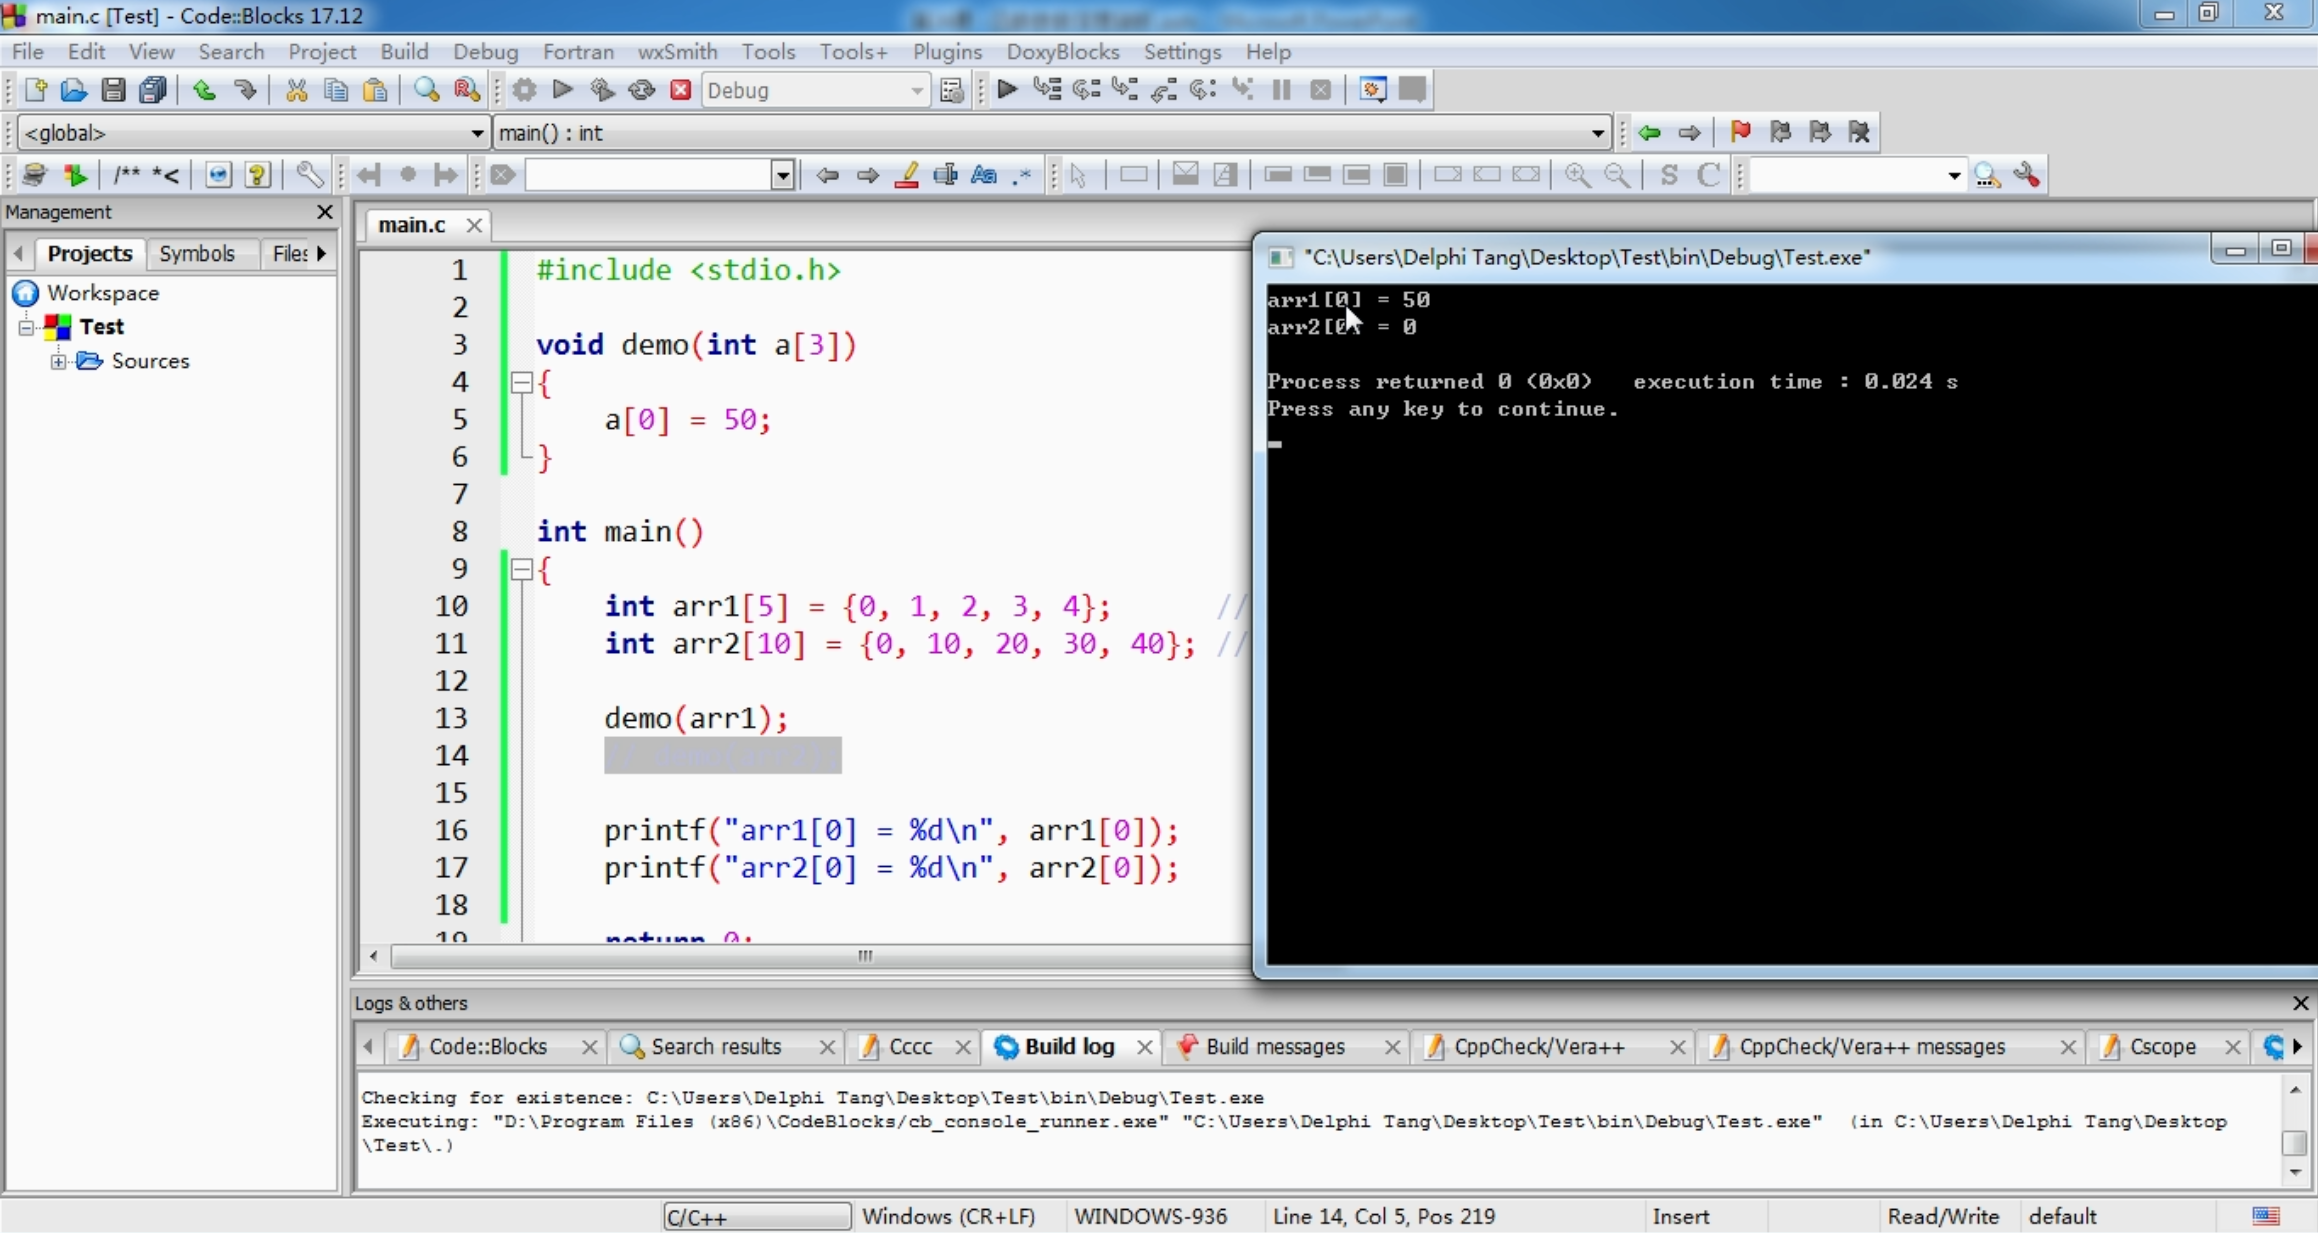 main.c [Test] - Code::Blocks 17.12
File Edit View Search Project Build Debug Fortran wxSmith Tools Tools+ Plugins DoxyBlocks Settings Help
Debug
<global> main() : int
/** *<
S C
Management
Projects Symbols Files
Workspace
Test
Sources
main.c
1 #include <stdio.h>
2
3 void demo(int a[3])
4 {
5 a[0] = 50;
6 }
7
8 int main()
9 {
10 int arr1[5] = {0, 1, 2, 3, 4}; //
11 int arr2[10] = {0, 10, 20, 30, 40}; //
12
13 demo(arr1);
14
15
16 printf("arr1[0] = %d\n", arr1[0]);
17 printf("arr2[0] = %d\n", arr2[0]);
18
19 return 0;
"C:\Users\Delphi Tang\Desktop\Test\bin\Debug\Test.exe"
arr1[0] = 50
arr2[0] = 0
Process returned 0 (0x0) execution time : 0.024 s
Press any key to continue.
Logs & others
Code::Blocks Search results Cccc Build log Build messages CppCheck/Vera++ CppCheck/Vera++ messages Cscope
Checking for existence: C:\Users\Delphi Tang\Desktop\Test\bin\Debug\Test.exe
Executing: "D:\Program Files (x86)\CodeBlocks/cb_console_runner.exe" "C:\Users\Delphi Tang\Desktop\Test\bin\Debug\Test.exe" (in C:\Users\Delphi Tang\Desktop
\Test\.)
C/C++ Windows (CR+LF) WINDOWS-936 Line 14, Col 5, Pos 219 Insert Read/Write default